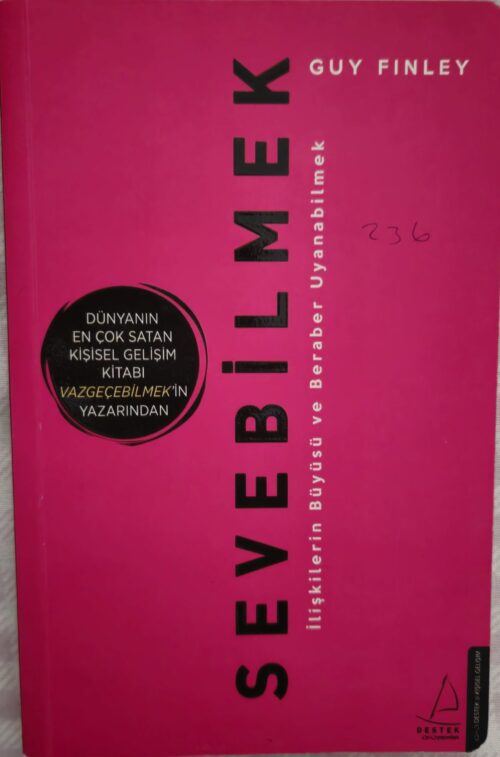 GUY FINLEY
SEVEBİLMEK
İlişkilerin Büyüsü ve Beraber Uyanabilmek
236
DÜNYANIN
EN ÇOK SATAN
KİŞİSEL GELİŞİM
KİTABI
VAZGEÇEBİLMEK'İN
YAZARINDAN
DESTEK